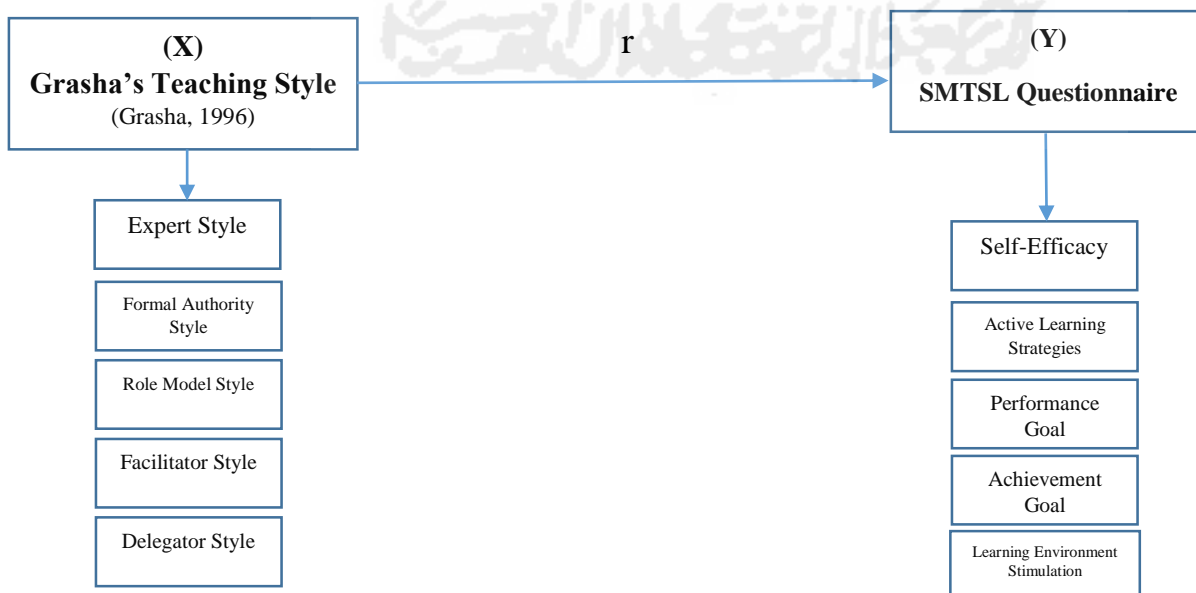 (X)
Grasha’s Teaching Style
(Grasha, 1996)
r
(Y)
SMTSL Questionnaire
Expert Style
Formal Authority
Style
Role Model Style
Facilitator Style
Delegator Style
Self-Efficacy
Active Learning
Strategies
Performance
Goal
Achievement
Goal
Learning Environment
Stimulation